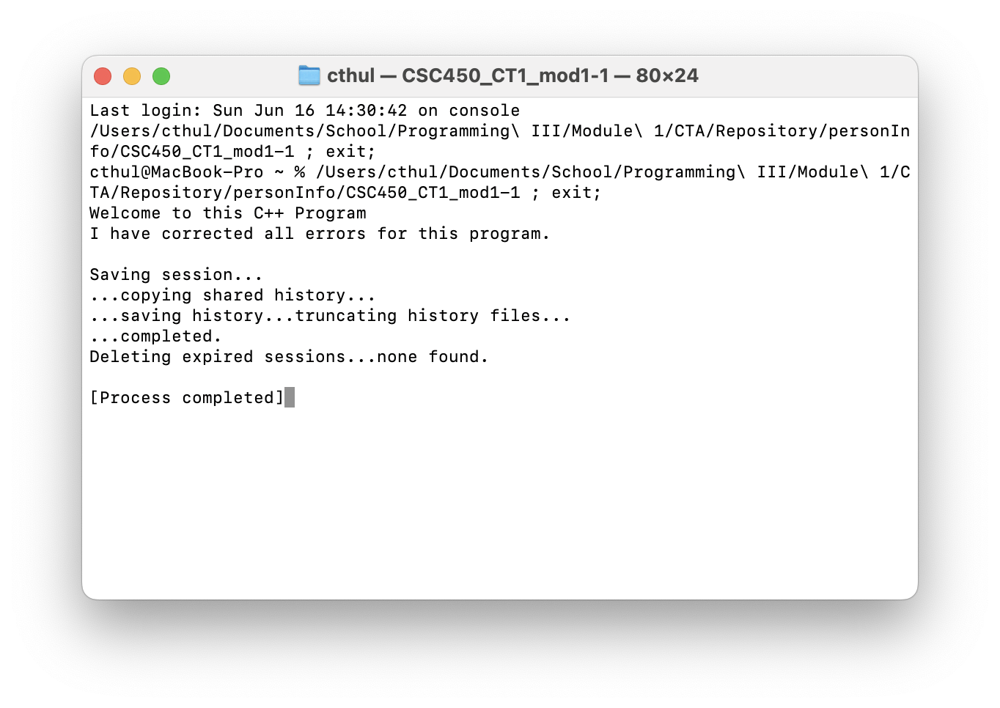 cthul — CSC450_CT1_mod1-1 — 80×24
Last login: Sun Jun 16 14:30:42 on console
/Users/cthul/Documents/School/Programming\ III/Module\ 1/CTA/Repository/personIn
fo/CSC450_CT1_mod1-1 ; exit;
cthul@MacBook-Pro ~ % /Users/cthul/Documents/School/Programming\ III/Module\ 1/C
TA/Repository/personInfo/CSC450_CT1_mod1-1 ; exit;
Welcome to this C++ Program
I have corrected all errors for this program.
Saving session...
...copying shared history...
...saving history...truncating history files...
...completed.
Deleting expired sessions...none found.
[Process completed]